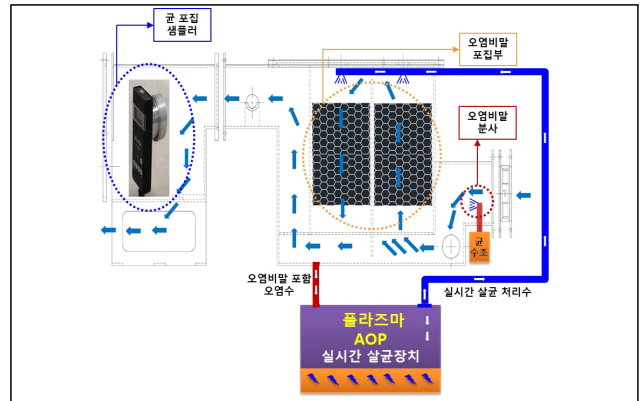 균 포집
샘플러
오염비말
포집부
오염비말
분사
균
수조
오염비말 포함
오염수
실시간 살균 처리수
플라즈마
AOP
실시간 살균장치